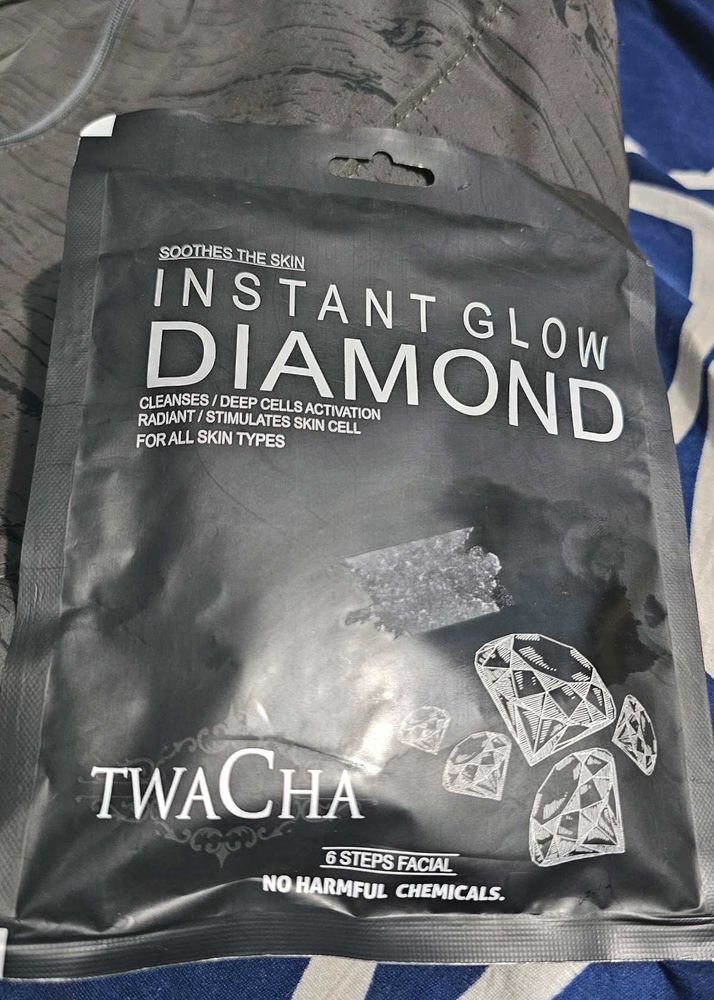 SOOTHES THE SKIN
INSTANT GLOW
DIAMOND
CLEANSES / DEEP CELLS ACTIVATION
RADIANT / STIMULATES SKIN CELL
FOR ALL SKIN TYPES
TWACHA
6 STEPS FACIAL
NO HARMFUL CHEMICALS.